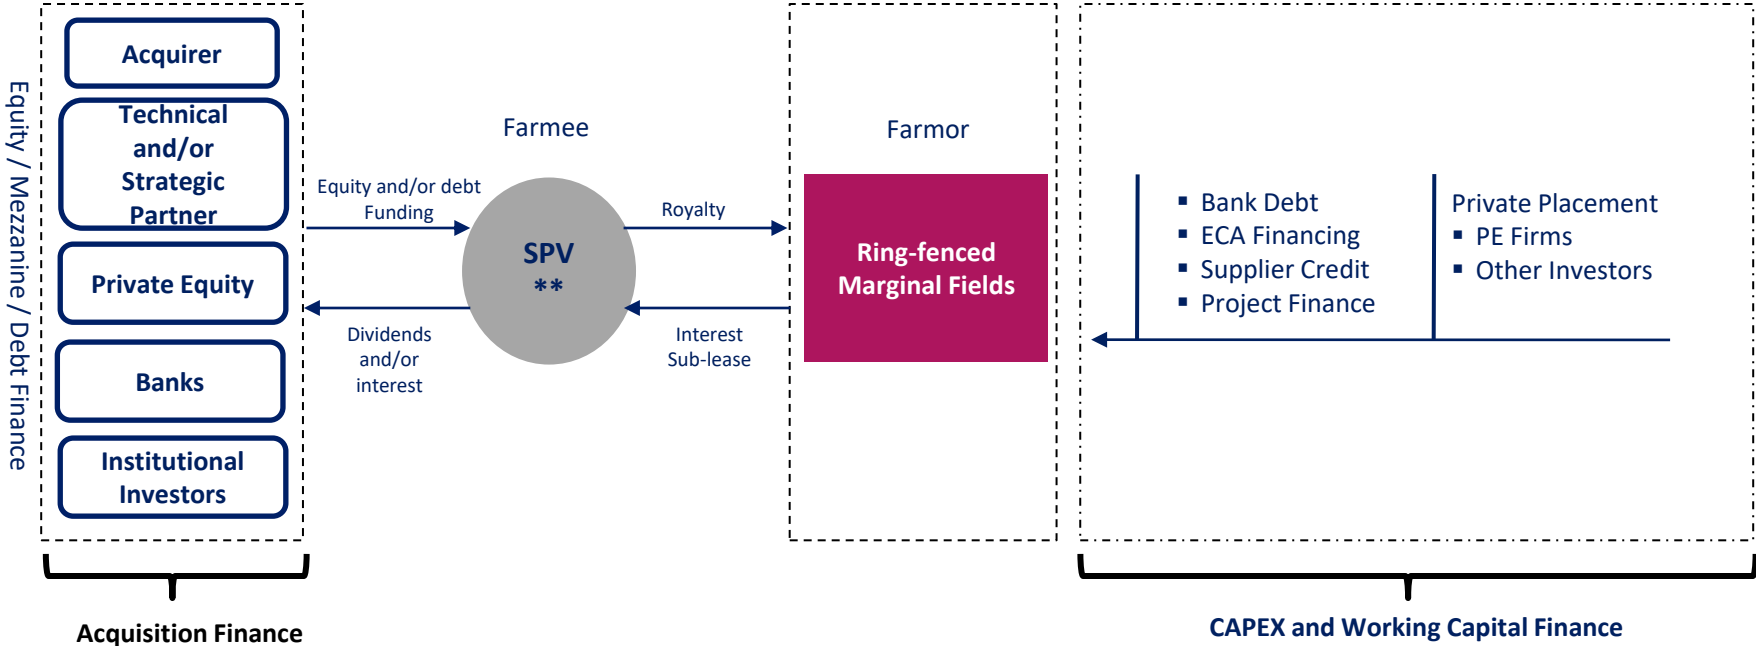 Equity / Mezzanine / Debt Finance
Acquirer
Technical
and/or
Strategic
Partner
Private Equity
Banks
Institutional
Investors
Acquisition Finance
Equity and/or debt
Funding
Dividends
and/or
interest
Farmee
SPV
**
Royalty
Interest
Sub-lease
Farmor
Ring-fenced
Marginal Fields
▪ Bank Debt
▪ ECA Financing
▪ Supplier Credit
▪ Project Finance
Private Placement
▪ PE Firms
▪ Other Investors
CAPEX and Working Capital Finance